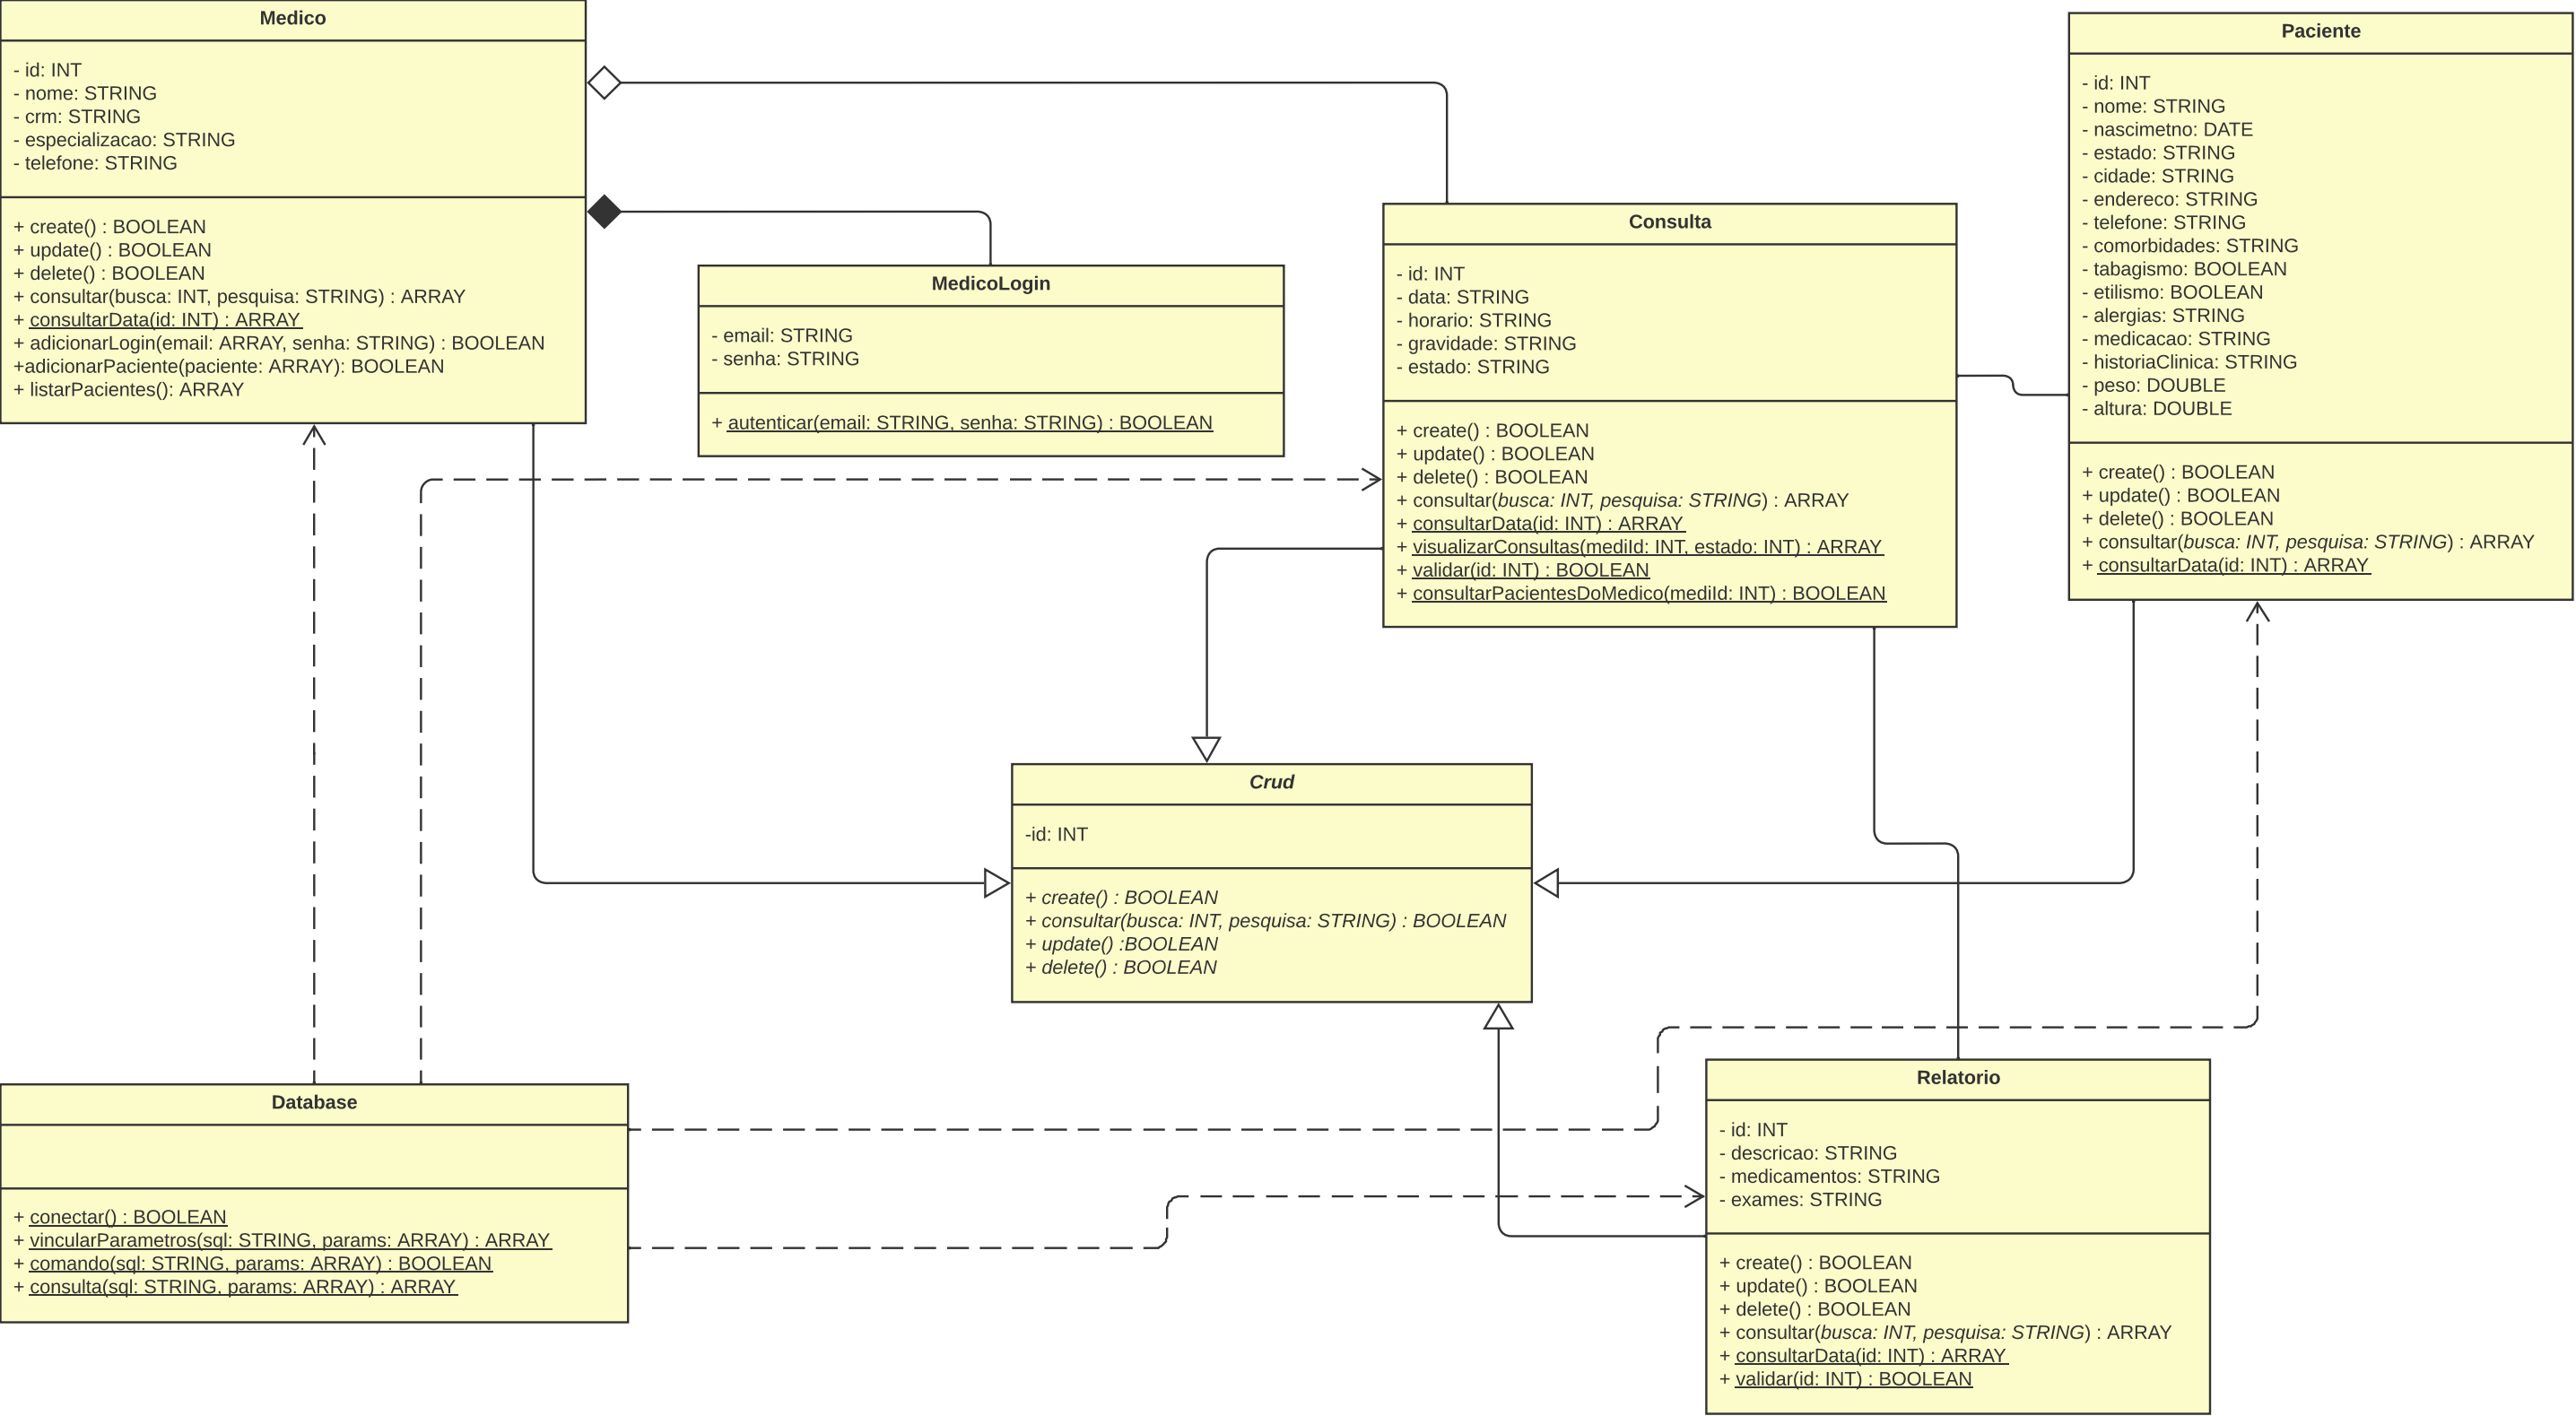 Medico
- id: INT
- nome: STRING
- crm: STRING
- especializacao: STRING
- telefone: STRING
+ create() : BOOLEAN
+ update() : BOOLEAN
+ delete() : BOOLEAN
+ consultar(busca: INT, pesquisa: STRING) : ARRAY
+ consultarData(id: INT) : ARRAY
+ adicionarLogin(email: ARRAY, senha: STRING) : BOOLEAN
+adicionarPaciente(paciente: ARRAY): BOOLEAN
+ listarPacientes(): ARRAY
MedicoLogin
- email: STRING
- senha: STRING
+ autenticar(email: STRING, senha: STRING) : BOOLEAN
Consulta
- id: INT
- data: STRING
- horario: STRING
- gravidade: STRING
- estado: STRING
+ create() : BOOLEAN
+ update() : BOOLEAN
+ delete() : BOOLEAN
+ consultar(busca: INT, pesquisa: STRING) : ARRAY
+ consultarData(id: INT) : ARRAY
+ visualizarConsultas(mediId: INT, estado: INT) : ARRAY
+ validar(id: INT) : BOOLEAN
+ consultarPacientesDoMedico(mediId: INT) : BOOLEAN
Paciente
- id: INT
- nome: STRING
- nascimetno: DATE
- estado: STRING
- cidade: STRING
- endereco: STRING
- telefone: STRING
- comorbidades: STRING
- tabagismo: BOOLEAN
- etilismo: BOOLEAN
- alergias: STRING
- medicacao: STRING
- historiaClinica: STRING
- peso: DOUBLE
- altura: DOUBLE
+ create() : BOOLEAN
+ update() : BOOLEAN
+ delete() : BOOLEAN
+ consultar(busca: INT, pesquisa: STRING) : ARRAY
+ consultarData(id: INT) : ARRAY
Crud
-id: INT
+ create() : BOOLEAN
+ consultar(busca: INT, pesquisa: STRING) : BOOLEAN
+ update() :BOOLEAN
+ delete() : BOOLEAN
Database
+ conectar() : BOOLEAN
+ vincularParametros(sql: STRING, params: ARRAY) : ARRAY
+ comando(sql: STRING, params: ARRAY) : BOOLEAN
+ consulta(sql: STRING, params: ARRAY) : ARRAY
Relatorio
- id: INT
- descricao: STRING
- medicamentos: STRING
- exames: STRING
+ create() : BOOLEAN
+ update() : BOOLEAN
+ delete() : BOOLEAN
+ consultar(busca: INT, pesquisa: STRING) : ARRAY
+ consultarData(id: INT) : ARRAY
+ validar(id: INT) : BOOLEAN